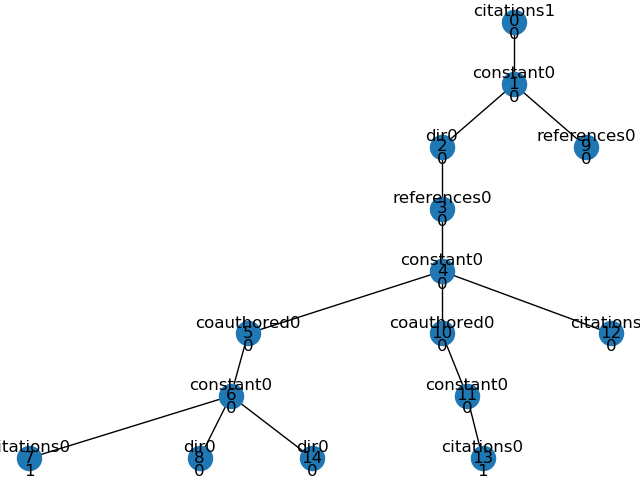 citations1
0
0
constant0
1
0
dir0
2
0
references0
9
0
references0
3
0
constant0
4
0
coauthored0
5
0
coauthored0
10
0
citations
12
0
constant0
6
0
constant0
11
0
itations0
7
1
dir0
8
0
dir0
14
0
citations0
13
1